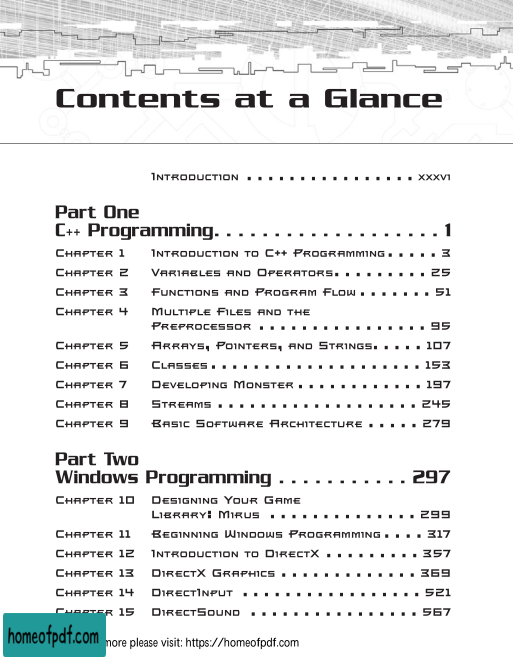 Contents at a Glance
Introduction . . . . . . . . . . . . . . . . . xxxvi
Part One
C++ Programming. . . . . . . . . . . . . . . . . . . 1
Chapter 1 Introduction to C++ Programming . . . . . 3
Chapter 2 Variables and Operators. . . . . . . . . 25
Chapter 3 Functions and Program Flow . . . . . . . 51
Chapter 4 Multiple Files and the
Preprocessor . . . . . . . . . . . . . . . . 95
Chapter 5 Arrays, Pointers, and Strings. . . . . 107
Chapter 6 Classes . . . . . . . . . . . . . . . . . . . . 153
Chapter 7 Developing Monster . . . . . . . . . . . . 197
Chapter 8 Streams . . . . . . . . . . . . . . . . . . . 245
Chapter 9 Basic Software Architecture . . . . . 279
Part Two
Windows Programming . . . . . . . . . . . 297
Chapter 10 Designing Your Game
Library: Mirus . . . . . . . . . . . . . . 299
Chapter 11 Beginning Windows Programming . . . . 317
Chapter 12 Introduction to DirectX . . . . . . . . . 357
Chapter 13 DirectX Graphics . . . . . . . . . . . . . 369
Chapter 14 DirectInput . . . . . . . . . . . . . . . . . 521
Chapter 15 DirectSound . . . . . . . . . . . . . . . . 567
homeofpdf.com more please visit: https://homeofpdf.com